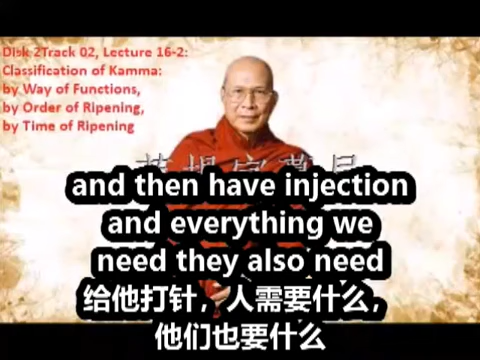 Disk 2Track 02, Lecture 16-2:
Classification of Kamma:
by Way of Functions,
by Order of Ripening,
by Time of Ripening
and then have injection
and everything we
need they also need
给他打针，人需要什么，
他们也要什么